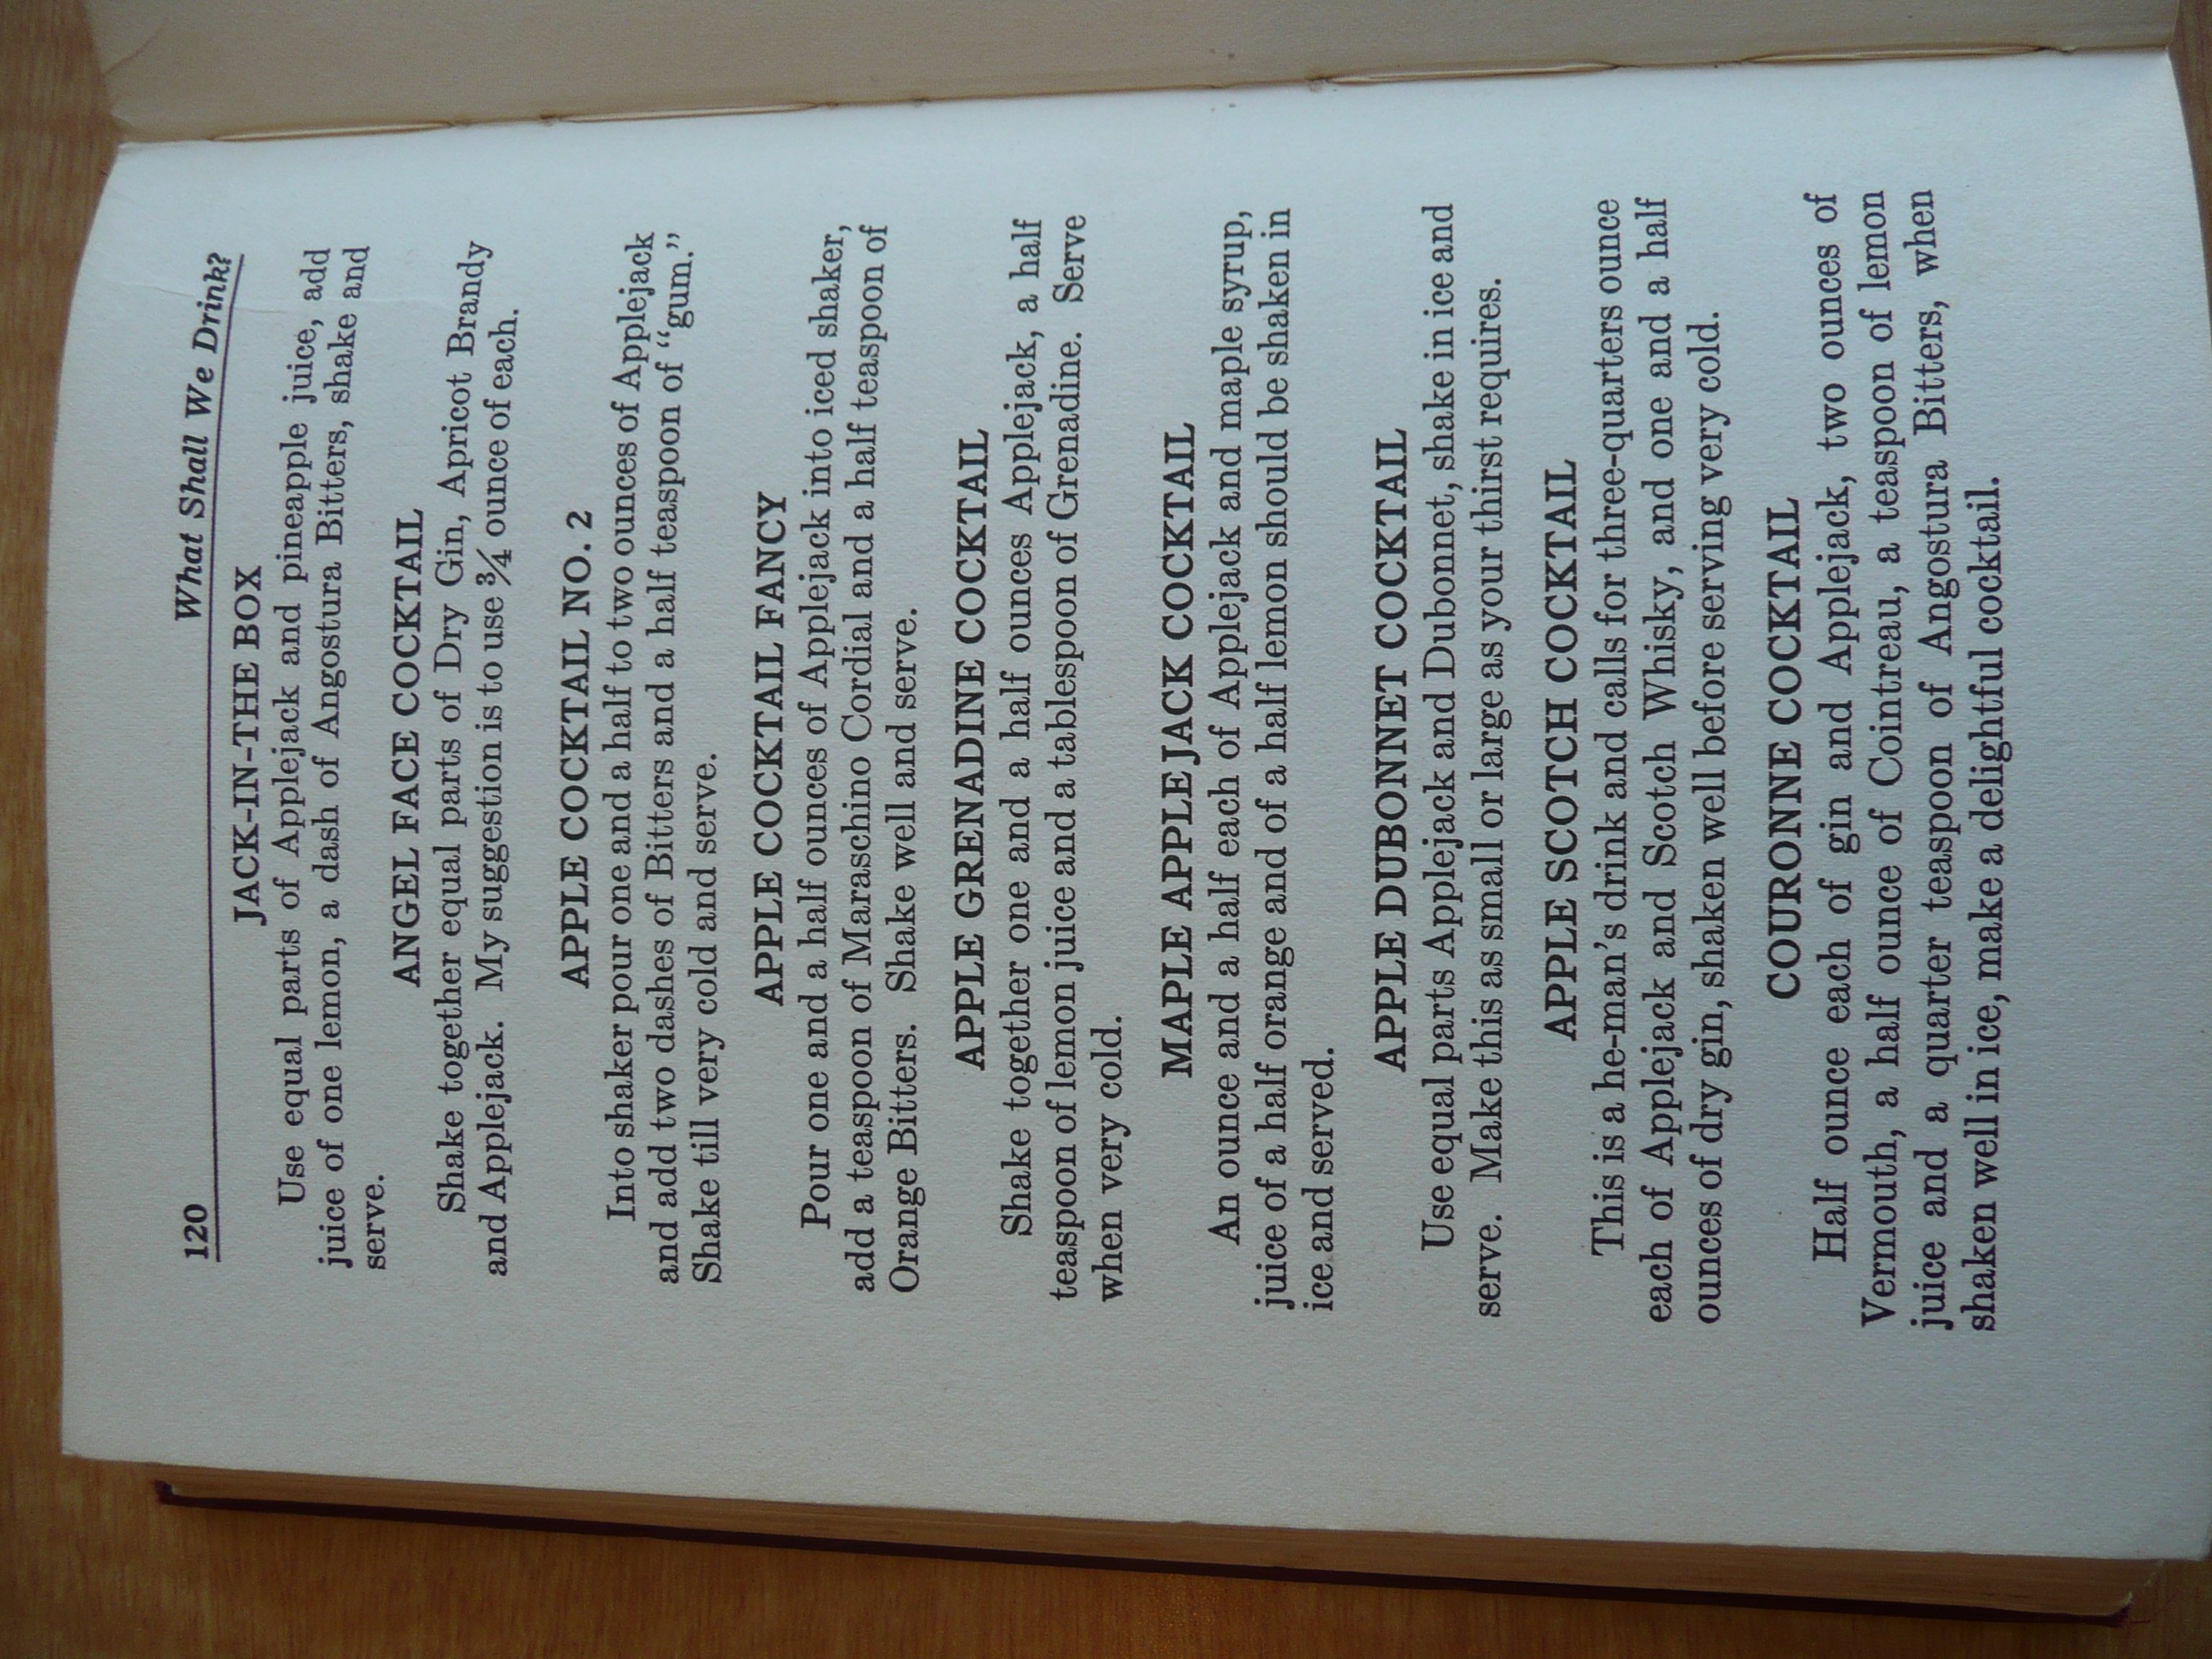 120 What Shall We Drink?
JACK-IN-THE BOX
Use equal parts of Applejack and pineapple juice, add
juice of one lemon, a dash of Angostura Bitters, shake and
serve.
ANGEL FACE COCKTAIL
Shake together equal parts of Dry Gin, Apricot Brandy
and Applejack. My suggestion is to use ¾ ounce of each.
APPLE COCKTAIL NO. 2
Into shaker pour one and a half to two ounces of Applejack
and add two dashes of Bitters and a half teaspoon of “gum.”
Shake till very cold and serve.
APPLE COCKTAIL FANCY
Pour one and a half ounces of Applejack into iced shaker,
add a teaspoon of Maraschino Cordial and a half teaspoon of
Orange Bitters. Shake well and serve.
APPLE GRENADINE COCKTAIL
Shake together one and a half ounces Applejack, a half
teaspoon of lemon juice and a tablespoon of Grenadine. Serve
when very cold.
MAPLE APPLEJACK COCKTAIL
An ounce and a half each of Applejack and maple syrup,
juice of a half orange and of a half lemon should be shaken in
ice and served.
APPLE DUBONNET COCKTAIL
Use equal parts Applejack and Dubonnet, shake in ice and
serve. Make this as small or large as your thirst requires.
APPLE SCOTCH COCKTAIL
This is a he-man’s drink and calls for three-quarters ounce
each of Applejack and Scotch Whisky, and one and a half
ounces of dry gin, shaken well before serving very cold.
COURONNE COCKTAIL
Half ounce each of gin and Applejack, two ounces of
Vermouth, a half ounce of Cointreau, a teaspoon of lemon
juice and a quarter teaspoon of Angostura Bitters, when
shaken well in ice, make a delightful cocktail.